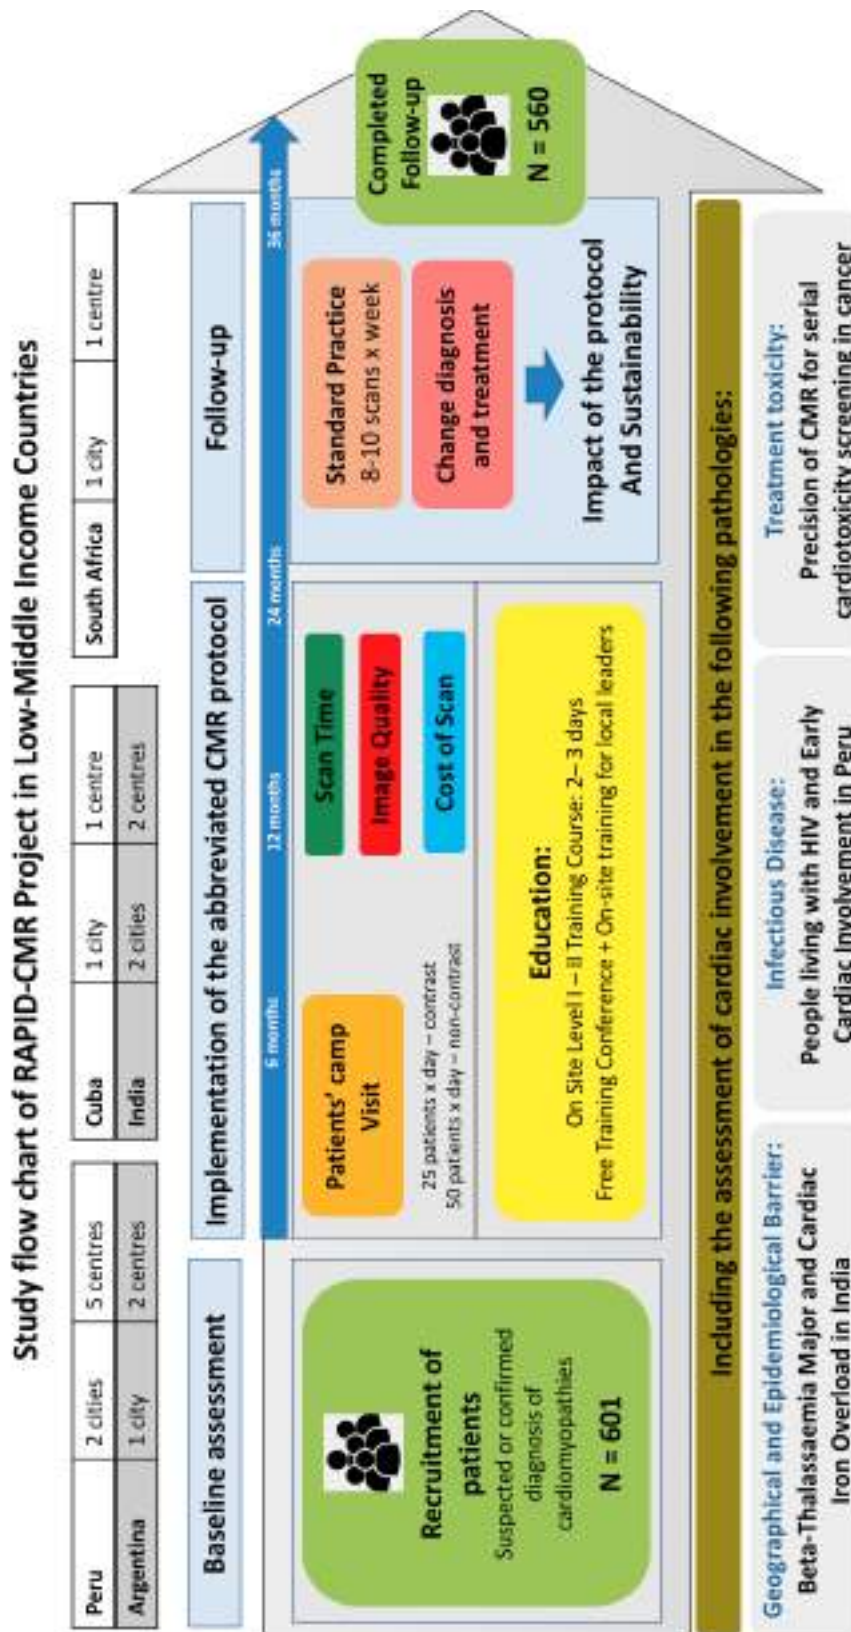 Study flow chart of RAPID-CMR Project in Low-Middle Income Countries
Peru 2 cities 5 centres
Argentina 1 city 2 centres
Cuba 1 city 1 centre
India 2 cities 2 centres
South Africa 1 city 1 centre
Baseline assessment
Implementation of the abbreviated CMR protocol
Follow-up
6 months
12 months
24 months
36 months
Recruitment of
patients
Suspected or confirmed
diagnosis of
cardiomyopathies
N = 601
Patients' camp
Visit
25 patients x day – contrast
50 patients x day – non-contrast
Scan Time
Image Quality
Cost of Scan
Education:
On Site Level I – II Training Course: 2– 3 days
Free Training Conference + On-site training for local leaders
Standard Practice
8-10 scans x week
Change diagnosis
and treatment
Impact of the protocol
And Sustainability
Completed
Follow-up
N = 560
Including the assessment of cardiac involvement in the following pathologies:
Geographical and Epidemiological Barrier:
Beta-Thalassaemia Major and Cardiac
Iron Overload in India
Infectious Disease:
People living with HIV and Early
Cardiac Involvement in Peru
Treatment toxicity:
Precision of CMR for serial
cardiotoxicity screening in cancer